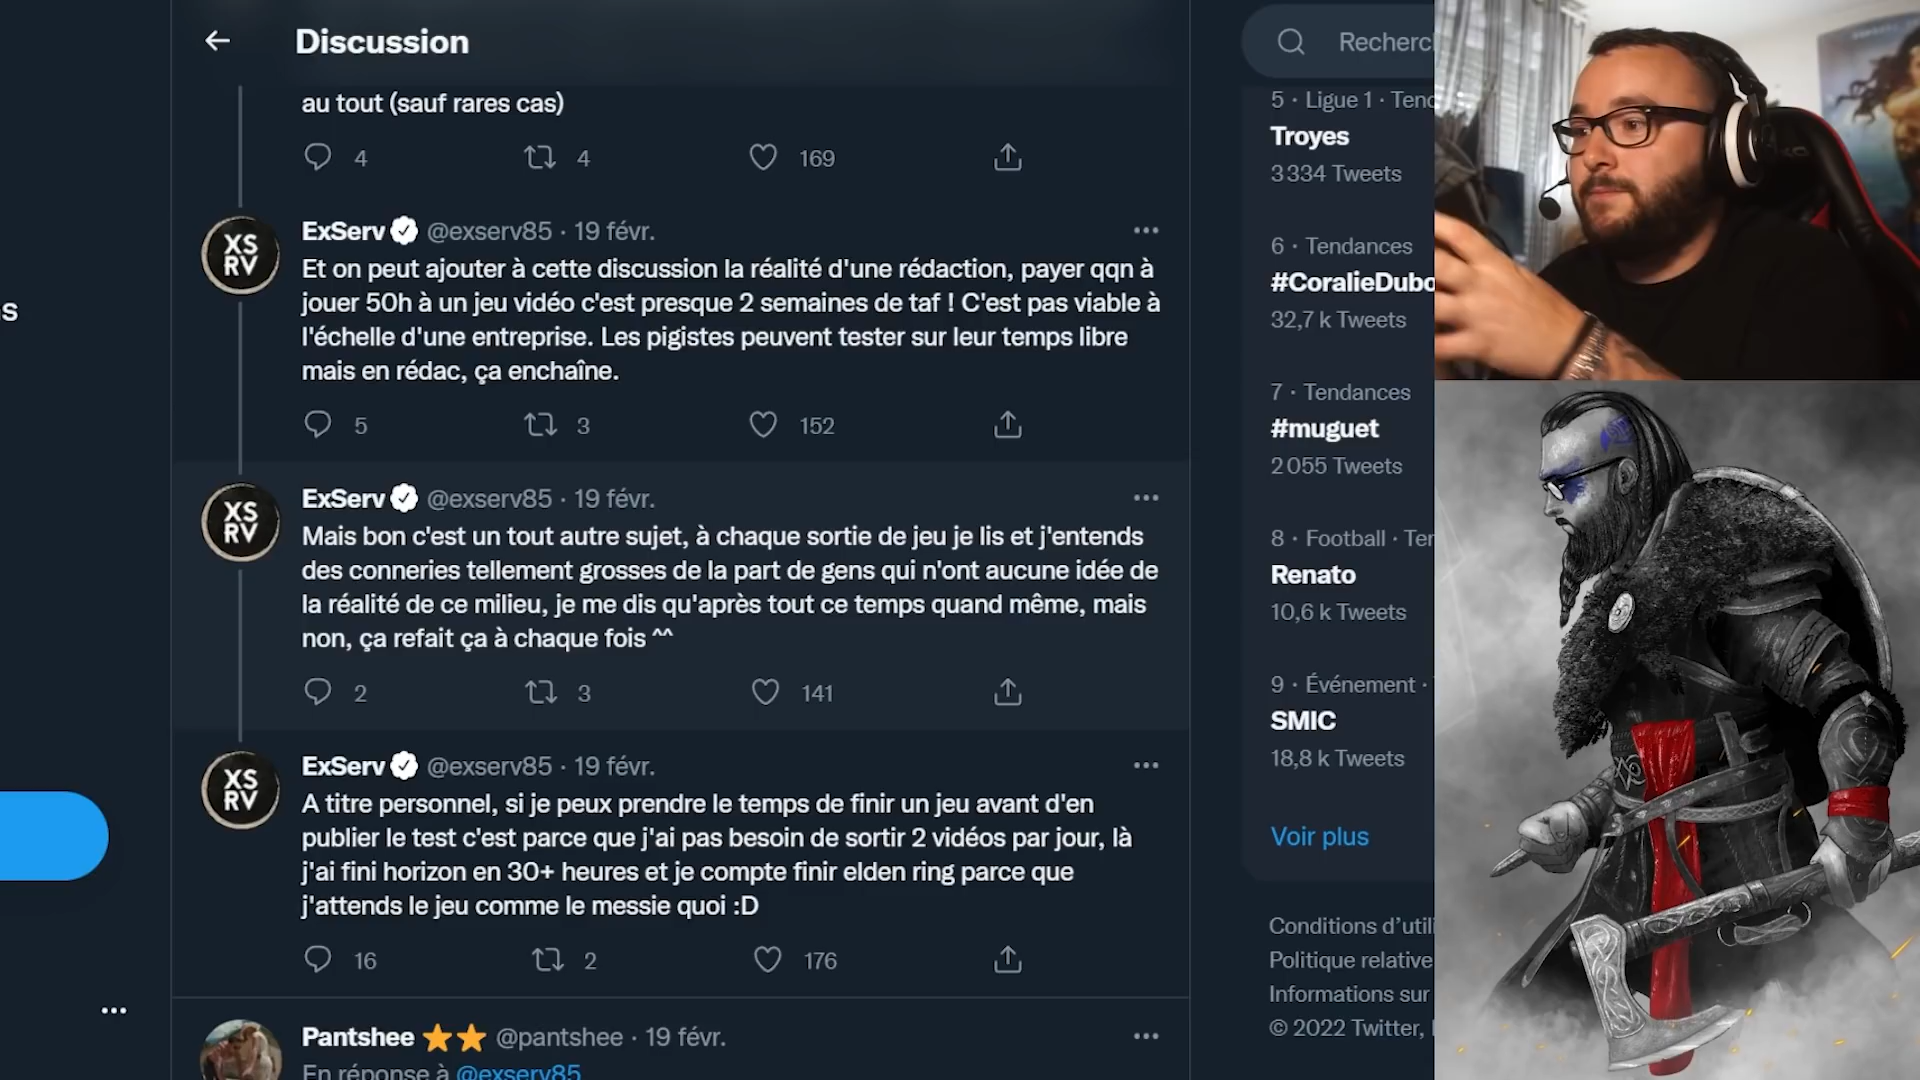 Discussion
au tout (sauf rares cas)
4 4 169
ExServ @exserv85 · 19 févr.
Et on peut ajouter à cette discussion la réalité d'une rédaction, payer qqn à
jouer 50h à un jeu vidéo c'est presque 2 semaines de taf ! C'est pas viable à
l'échelle d'une entreprise. Les pigistes peuvent tester sur leur temps libre
mais en rédac, ça enchaîne.
5 3 152
ExServ @exserv85 · 19 févr.
Mais bon c'est un tout autre sujet, à chaque sortie de jeu je lis et j'entends
des conneries tellement grosses de la part de gens qui n'ont aucune idée de
la réalité de ce milieu, je me dis qu'après tout ce temps quand même, mais
non, ça refait ça à chaque fois ^^
2 3 141
ExServ @exserv85 · 19 févr.
A titre personnel, si je peux prendre le temps de finir un jeu avant d'en
publier le test c'est parce que j'ai pas besoin de sortir 2 vidéos par jour, là
j'ai fini horizon en 30+ heures et je compte finir elden ring parce que
j'attends le jeu comme le messie quoi :D
16 2 176
Pantshee ⭐⭐ @pantshee · 19 févr.
En réponse à @exserv85
XS
RV
XS
RV
XS
RV
s
Recherc
5 · Ligue 1 · Tenc
Troyes
3 334 Tweets
6 · Tendances
#CoralieDubo
32,7 k Tweets
7 · Tendances
#muguet
2 055 Tweets
8 · Football · Ter
Renato
10,6 k Tweets
9 · Événement ·
SMIC
18,8 k Tweets
Voir plus
Conditions d'utili
Politique relative
Informations sur
© 2022 Twitter,